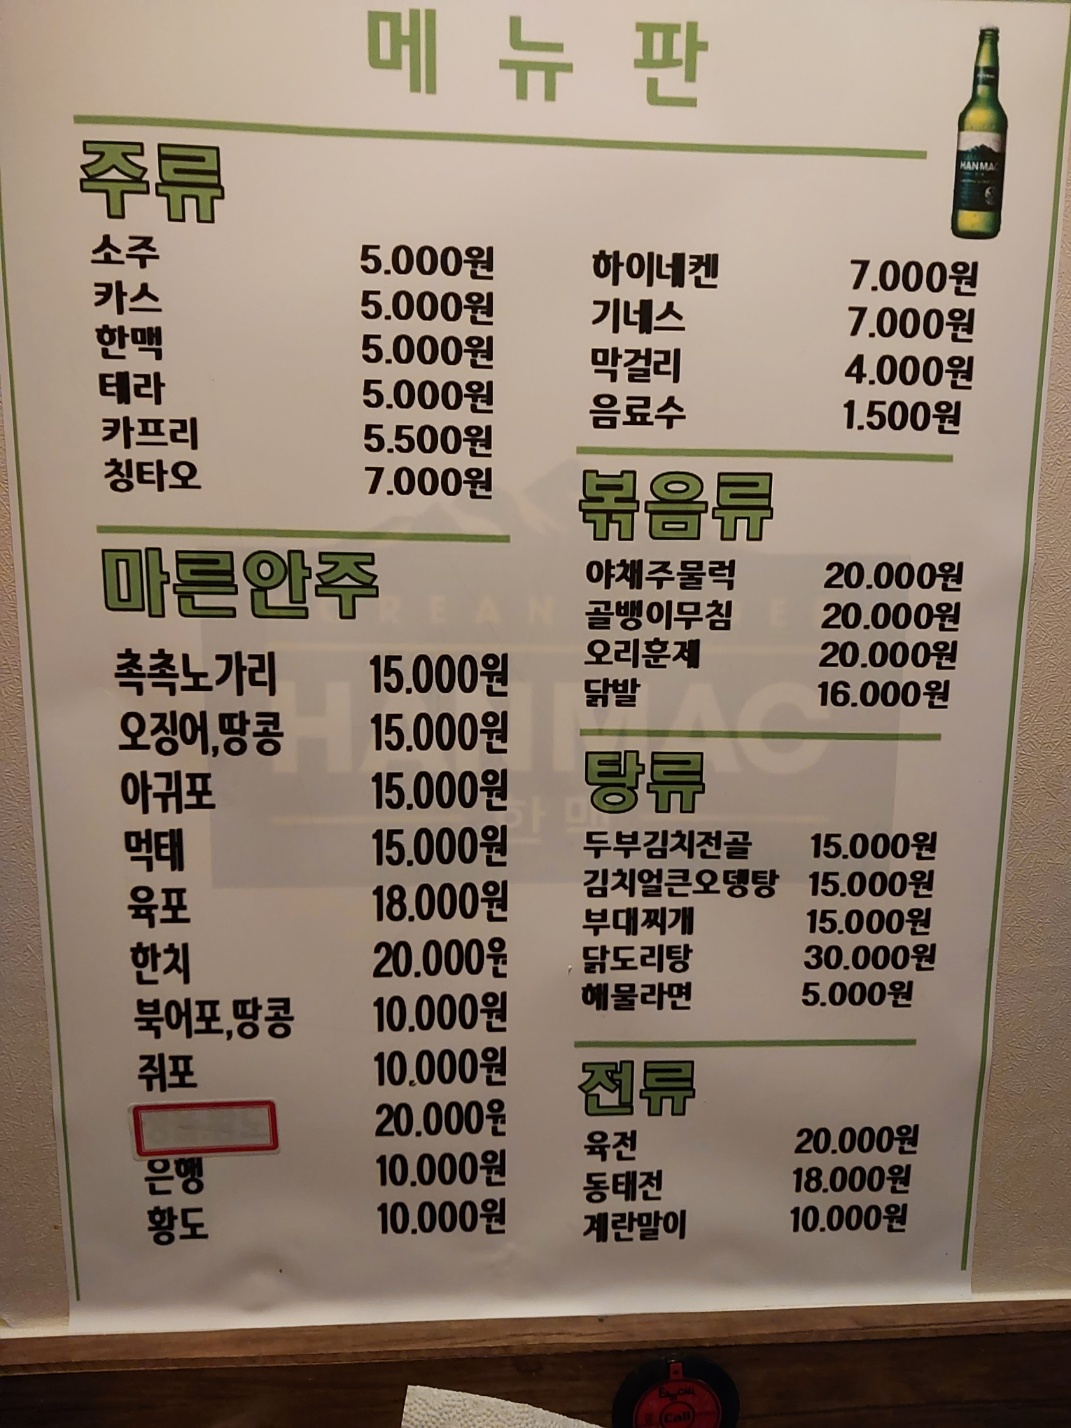 메뉴판
HANMAC
주류
소주 5.000원
카스 5.000원
한맥 5.000원
테라 5.000원
카프리 5.500원
칭타오 7.000원
하이네켄 7.000원
기네스 7.000원
막걸리 4.000원
음료수 1.500원
마른안주
촉촉노가리 15.000원
오징어,땅콩 15.000원
아귀포 15.000원
먹태 15.000원
육포 18.000원
한치 20.000원
북어포,땅콩 10.000원
쥐포 10.000원
20.000원
은행 10.000원
황도 10.000원
볶음류
야채주물럭 20.000원
골뱅이무침 20.000원
오리훈제 20.000원
닭발 16.000원
탕류
두부김치전골 15.000원
김치얼큰오뎅탕 15.000원
부대찌개 15.000원
닭도리탕 30.000원
해물라면 5.000원
전류
육전 20.000원
동태전 18.000원
계란말이 10.000원
HANMAC
한맥
Call